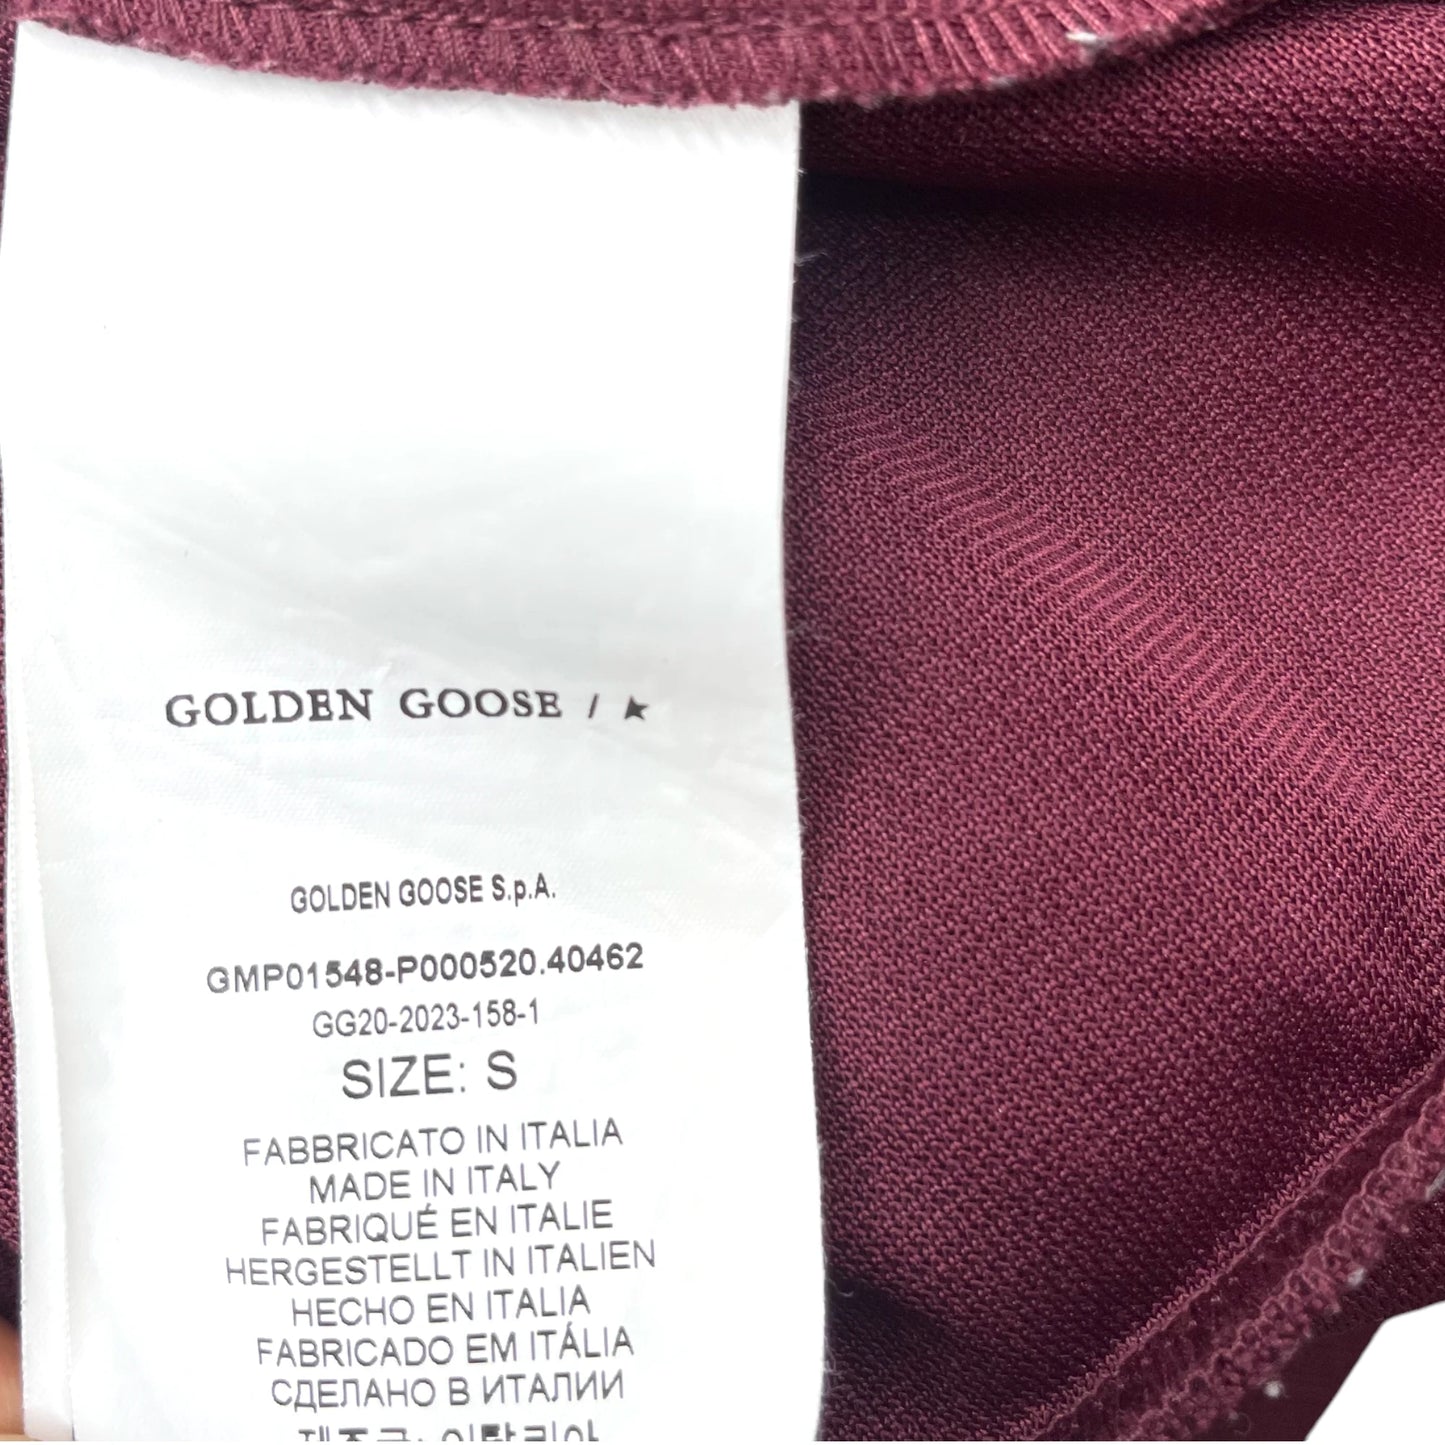 GOLDEN GOOSE / ★
GOLDEN GOOSE S.p.A.
GMP01548-P000520.40462
GG20-2023-158-1
SIZE: S
FABBRICATO IN ITALIA
MADE IN ITALY
FABRIQUÉ EN ITALIE
HERGESTELLT IN ITALIEN
HECHO EN ITALIA
FABRICADO EM ITÁLIA
СДЕЛАНО В ИТАЛИИ